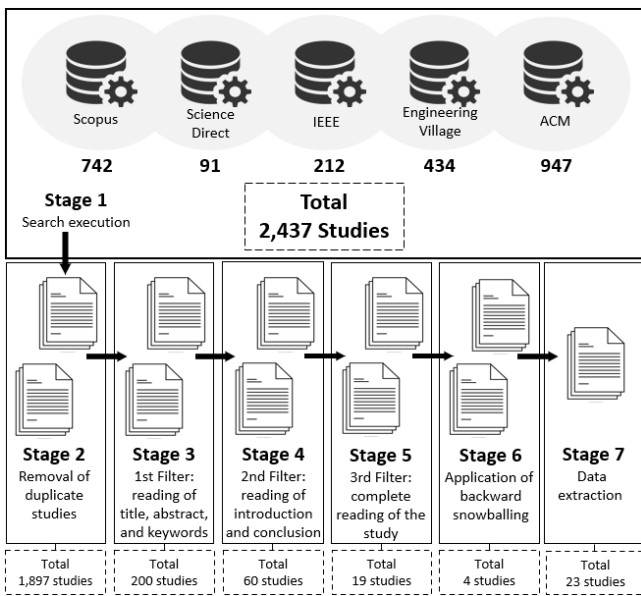 Scopus
Science
Direct
IEEE
Engineering
Village
ACM
742
91
212
434
947
Stage 1
Search execution
Total
2,437 Studies
Stage 2
Removal of
duplicate
studies
Total
1,897 studies
Stage 3
1st Filter:
reading of
title, abstract,
and keywords
Total
200 studies
Stage 4
2nd Filter:
reading of
introduction
and conclusion
Total
60 studies
Stage 5
3rd Filter:
complete
reading of the
study
Total
19 studies
Stage 6
Application of
backward
snowballing
Total
4 studies
Stage 7
Data
extraction
Total
23 studies